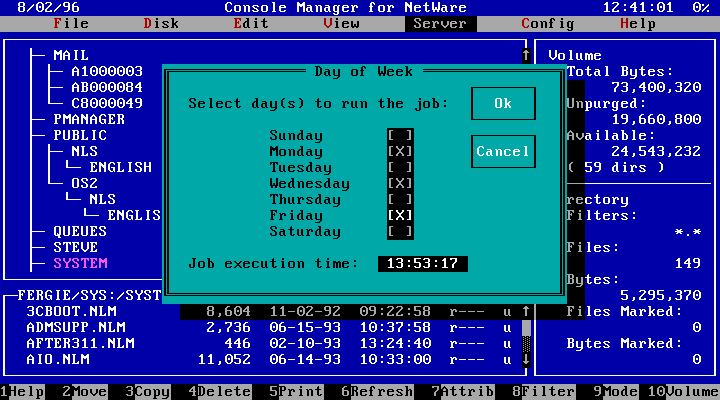 8/02/96 Console Manager for NetWare 12:41:01 0%
File Disk Edit View Server Config Help
MAIL
A1000003
AB000084
C8000049
PMANAGER
PUBLIC
NLS
ENGLISH
OS2
NLS
ENGLIS
QUEUES
STEVE
SYSTEM
Day of Week
Select day(s) to run the job:
Ok
Cancel
Sunday [ ]
Monday [X]
Tuesday [ ]
Wednesday [X]
Thursday [ ]
Friday [X]
Saturday [ ]
Job execution time: 13:53:17
Volume
Total Bytes:
73,400,320
Unpurged:
19,660,800
Available:
24,543,232
( 59 dirs )
rectory
Filters:
*.*
Files:
149
Bytes:
5,295,370
Files Marked:
0
Bytes Marked:
0
FERGIE/SYS:/SYST
3CBOOT.NLM 8,604 11-02-92 09:22:58 r--- u
ADMSUPP.NLM 2,736 06-15-93 10:37:58 r--- u
AFTER311.NLM 446 02-10-93 13:24:40 r--- u
AIO.NLM 11,052 06-14-93 10:33:00 r--- u
1Help 2Move 3Copy 4Delete 5Print 6Refresh 7Attrib 8Filter 9Mode 10Volume